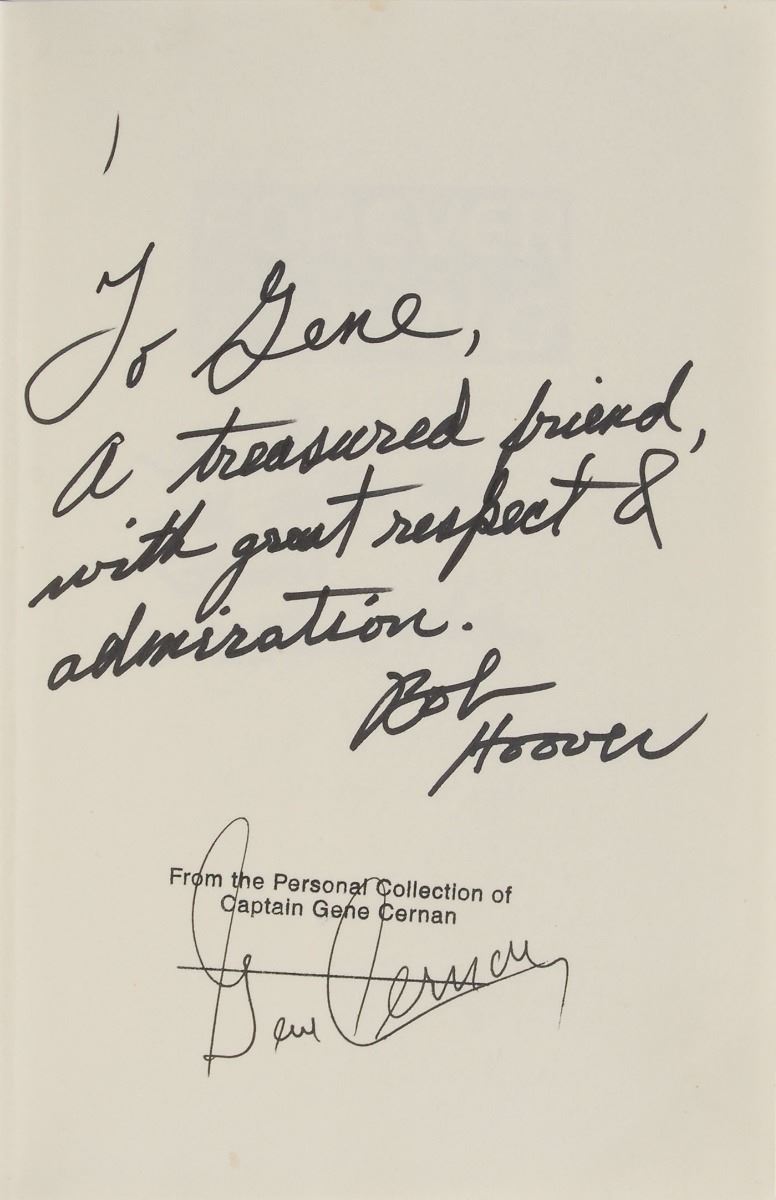 To Gene,
A treasured friend,
with great respect &
admiration.
Bob
Hoover
From the Personal Collection of
Captain Gene Cernan
Gene Cernan